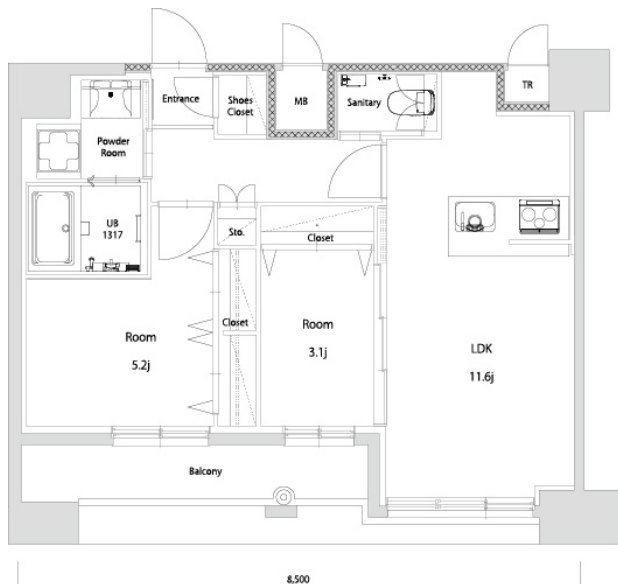 Entrance
Shoes
Closet
MB
Sanitary
TR
Powder
Room
UB
1317
Sto.
Closet
Closet
Room
5.2j
Room
3.1j
LDK
11.6j
Balcony
8,500